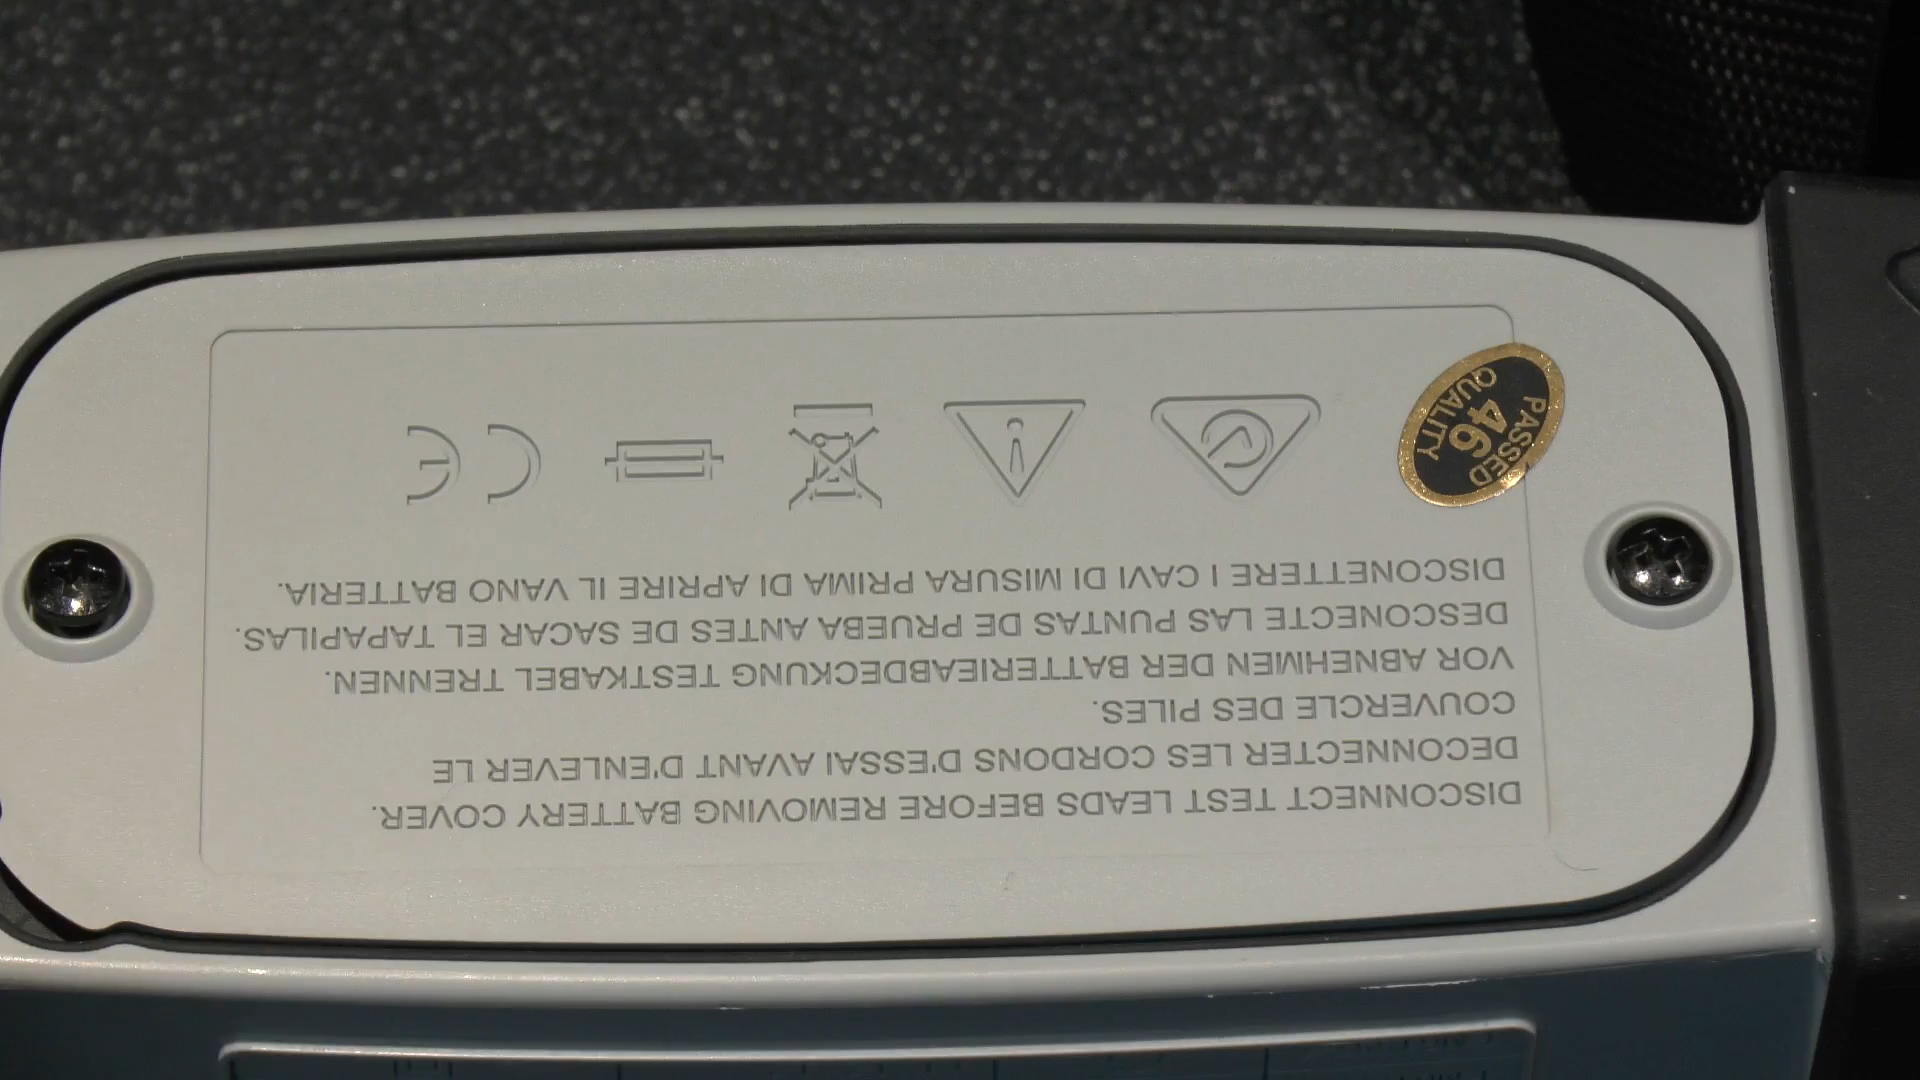 DISCONNECT TEST LEADS BEFORE REMOVING BATTERY COVER.
DECONNECTER LES CORDONS D'ESSAI AVANT D'ENLEVER LE
COUVERCLE DES PILES.
VOR ABNEHMEN DER BATTERIEABDECKUNG TESTKABEL TRENNEN.
DESCONECTE LAS PUNTAS DE PRUEBA ANTES DE SACAR EL TAPAPILAS.
DISCONETTERE I CAVI DI MISURA PRIMA DI APRIRE IL VANO BATTERIA.
PASSED
46
QUALITY
CE